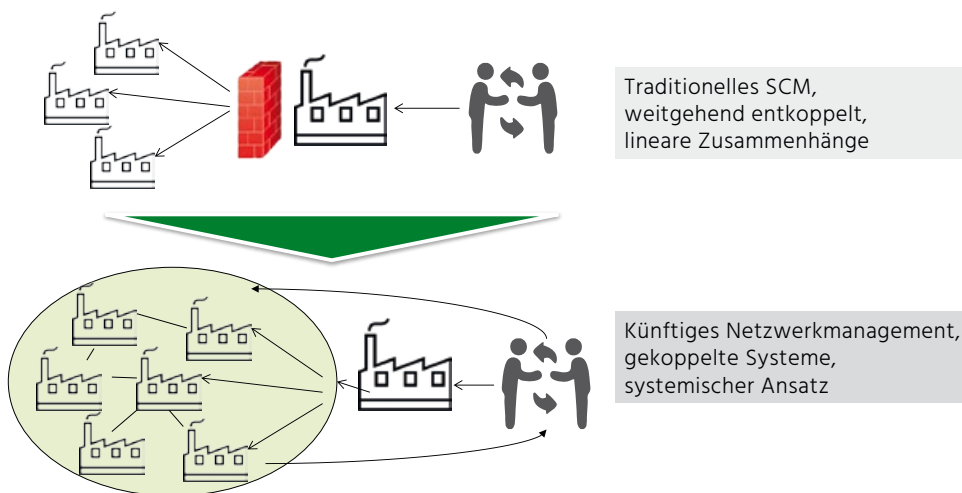 Traditionelles SCM,
weitgehend entkoppelt,
lineare Zusammenhänge
Künftiges Netzwerkmanagement,
gekoppelte Systeme,
systemischer Ansatz